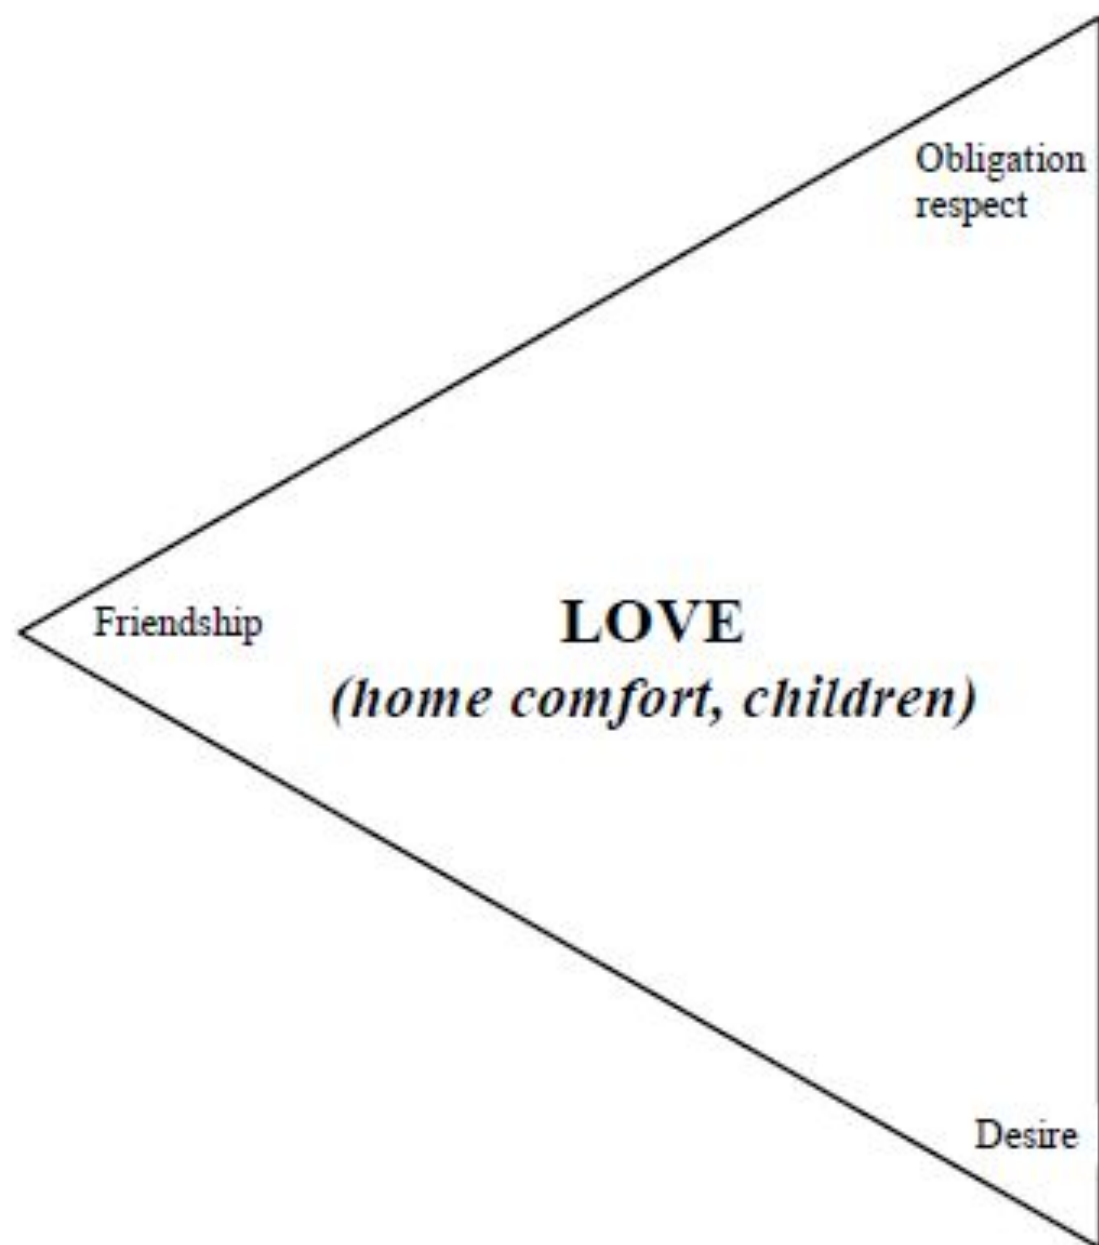 Obligation
respect
Friendship
LOVE
(home comfort, children)
Desire